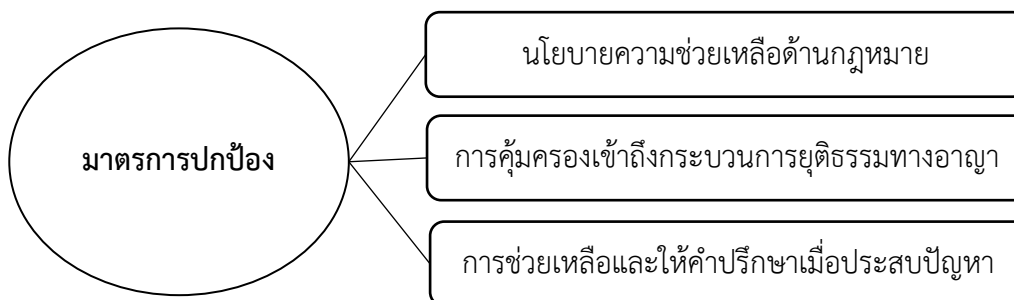 มาตรการปกป้อง
นโยบายความช่วยเหลือด้านกฎหมาย
การคุ้มครองเข้าถึงกระบวนการยุติธรรมทางอาญา
การช่วยเหลือและให้คำปรึกษาเมื่อประสบปัญหา